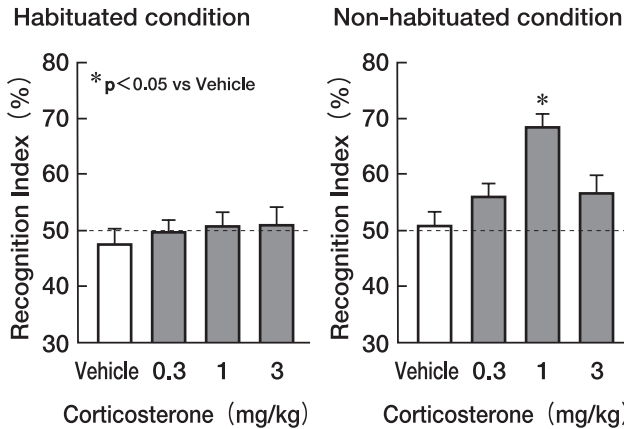 Habituated condition
Recognition Index (%)
80
70
60
50
40
30
* p<0.05 vs Vehicle
Vehicle 0.3 1 3
Corticosterone (mg/kg)
Non-habituated condition
Recognition Index (%)
80
70
60
50
40
30
*
Vehicle 0.3 1 3
Corticosterone (mg/kg)